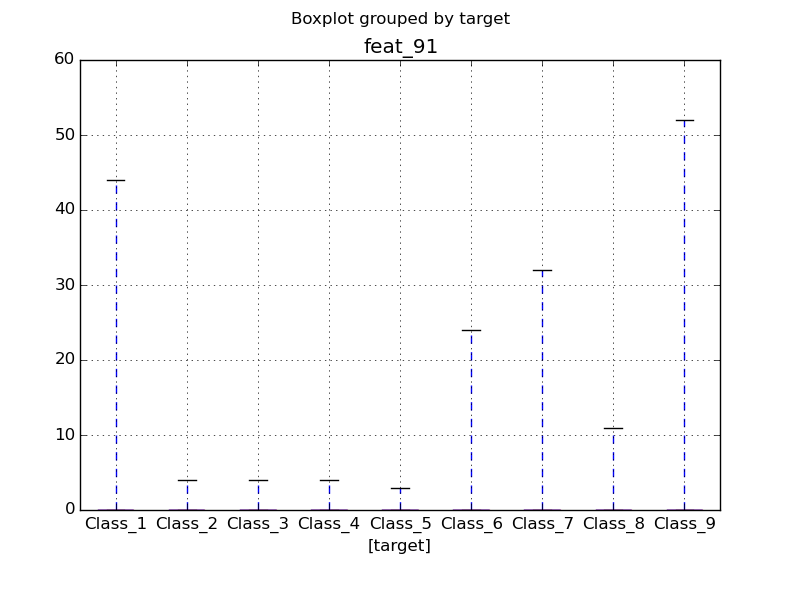 Boxplot grouped by target
feat_91
60
50
40
30
20
10
0
Class_1 Class_2 Class_3 Class_4 Class_5 Class_6 Class_7 Class_8 Class_9
[target]